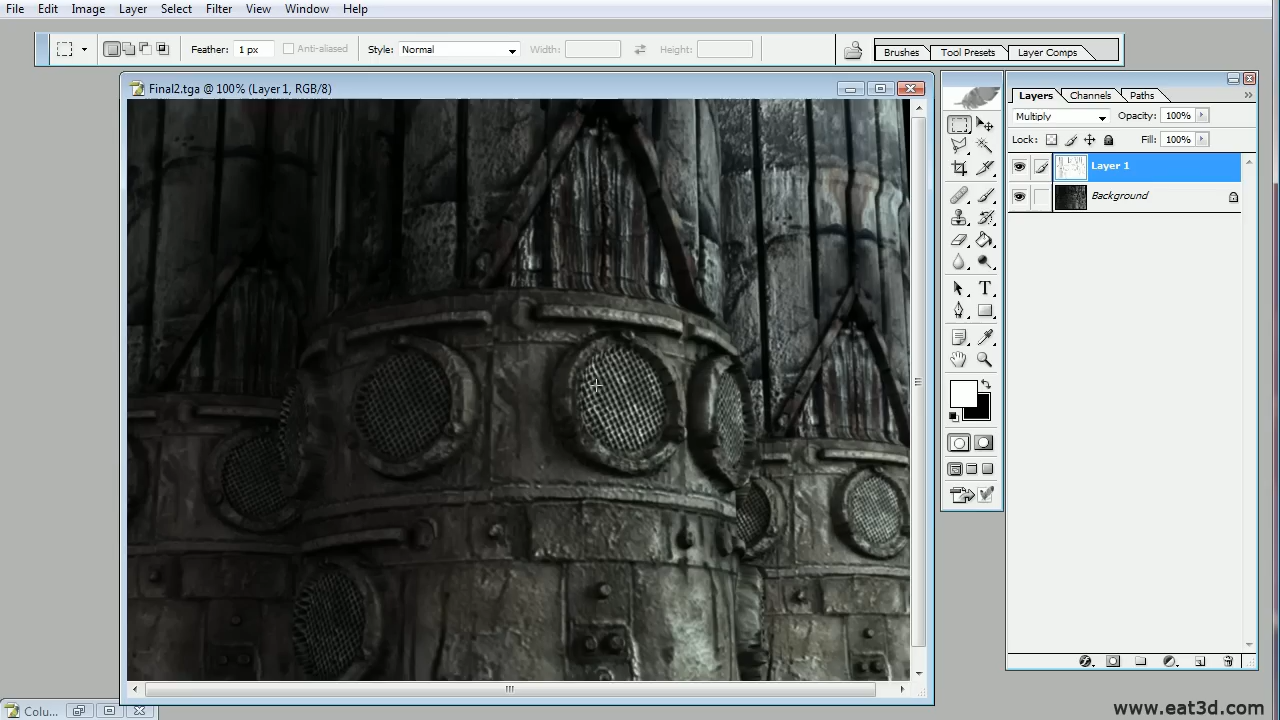 File Edit Image Layer Select Filter View Window Help
Feather: 1 px Anti-aliased Style: Normal Width: Height: Brushes Tool Presets Layer Comps
Final2.tga @ 100% (Layer 1, RGB/8)
Layers Channels Paths
Multiply Opacity: 100%
Lock: Fill: 100%
Layer 1
Background
Colu...
www.eat3d.com